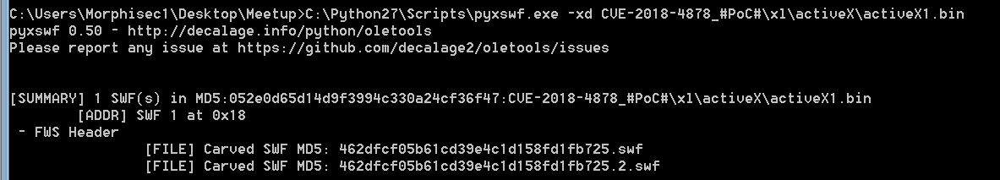 C:\Users\Morphisec1\Desktop\Meetup>C:\Python27\Scripts\pyxswf.exe -xd CVE-2018-4878_#PoC#\xl\activeX\activeX1.bin
pyxswf 0.50 - http://decalage.info/python/oletools
Please report any issue at https://github.com/decalage2/oletools/issues
[SUMMARY] 1 SWF(s) in MD5:052e0d65d14d9f3994c330a24cf36f47:CVE-2018-4878_#PoC#\xl\activeX\activeX1.bin
[ADDR] SWF 1 at 0x18
- FWS Header
[FILE] Carved SWF MD5: 462dfcf05b61cd39e4c1d158fd1fb725.swf
[FILE] Carved SWF MD5: 462dfcf05b61cd39e4c1d158fd1fb725.2.swf